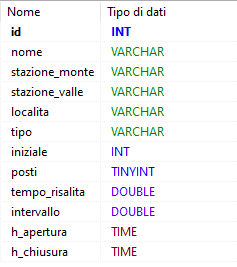 Nome Tipo di dati
id INT
nome VARCHAR
stazione_monte VARCHAR
stazione_valle VARCHAR
localita VARCHAR
tipo VARCHAR
iniziale INT
posti TINYINT
tempo_risalita DOUBLE
intervallo DOUBLE
h_apertura TIME
h_chiusura TIME